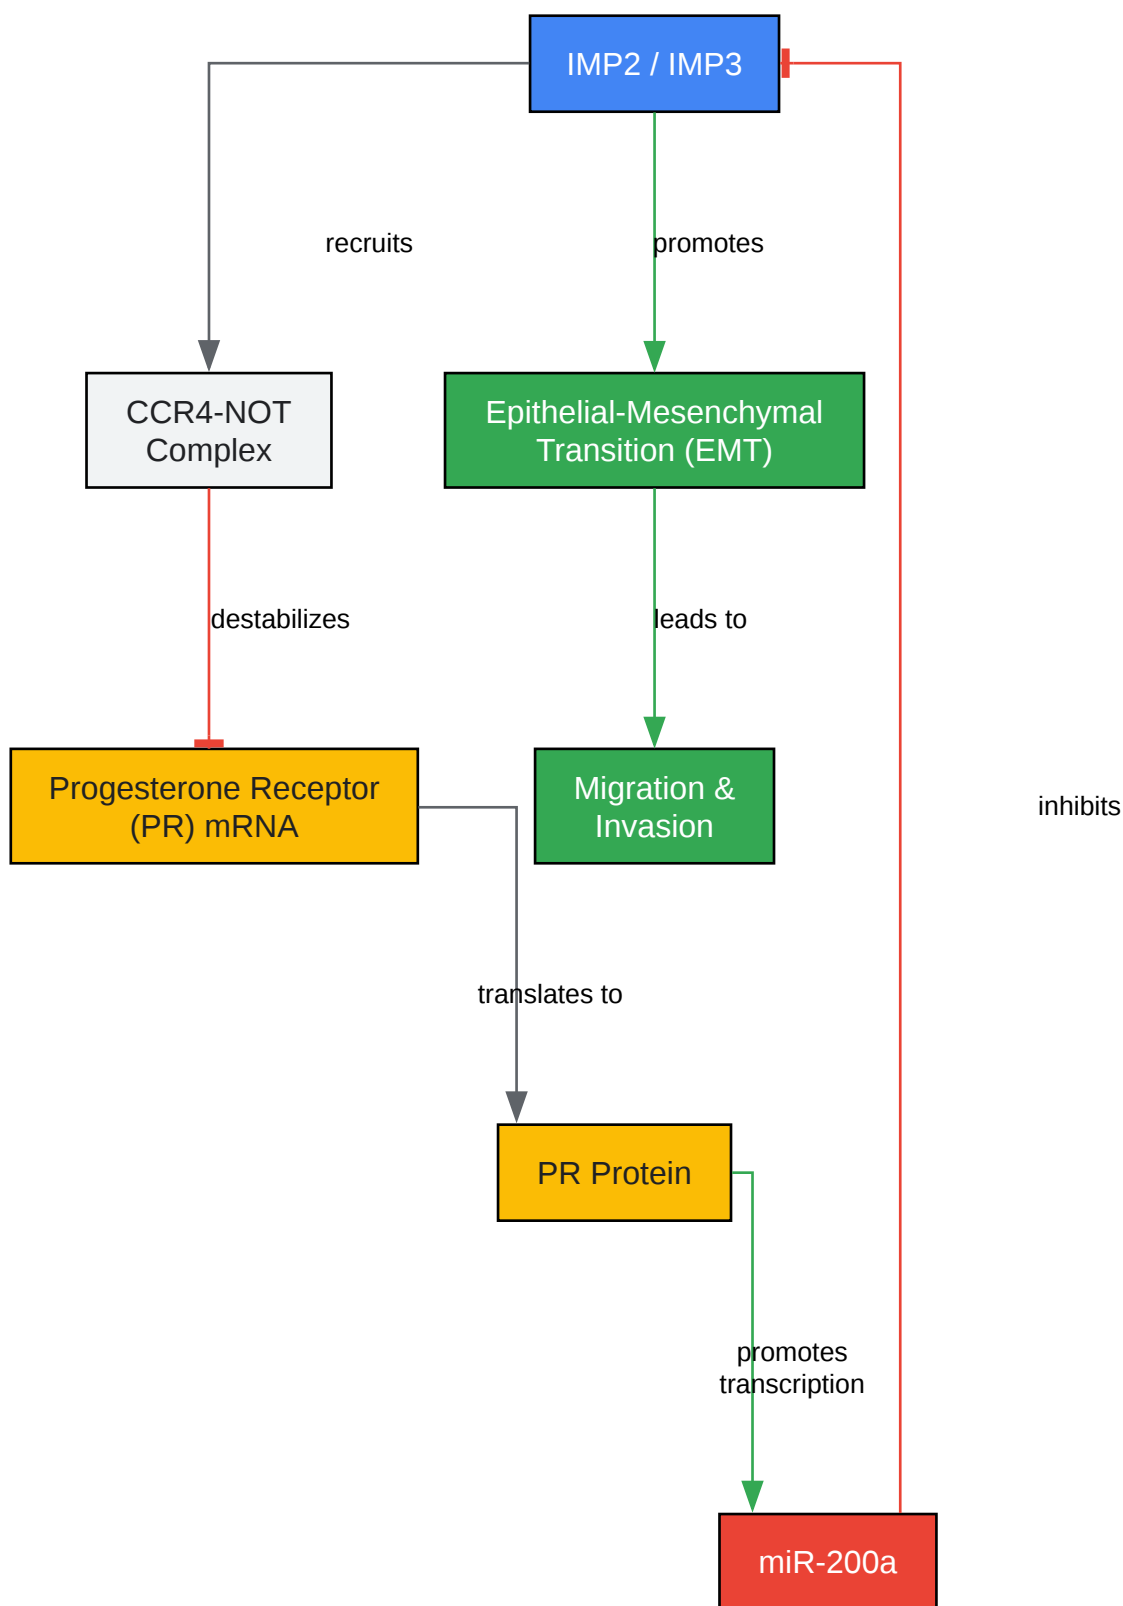 IMP2 / IMP3
recruits
promotes
CCR4-NOT
Complex
Epithelial-Mesenchymal
Transition (EMT)
destabilizes
leads to
Progesterone Receptor
(PR) mRNA
Migration &
Invasion
inhibits
translates to
PR Protein
promotes
transcription
miR-200a